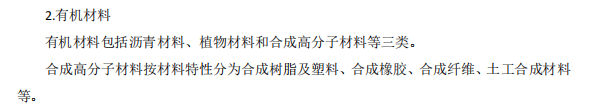 2.有机材料
有机材料包括沥青材料、植物材料和合成高分子材料等三类。
合成高分子材料按材料特性分为合成树脂及塑料、合成橡胶、合成纤维、土工合成材料
等。